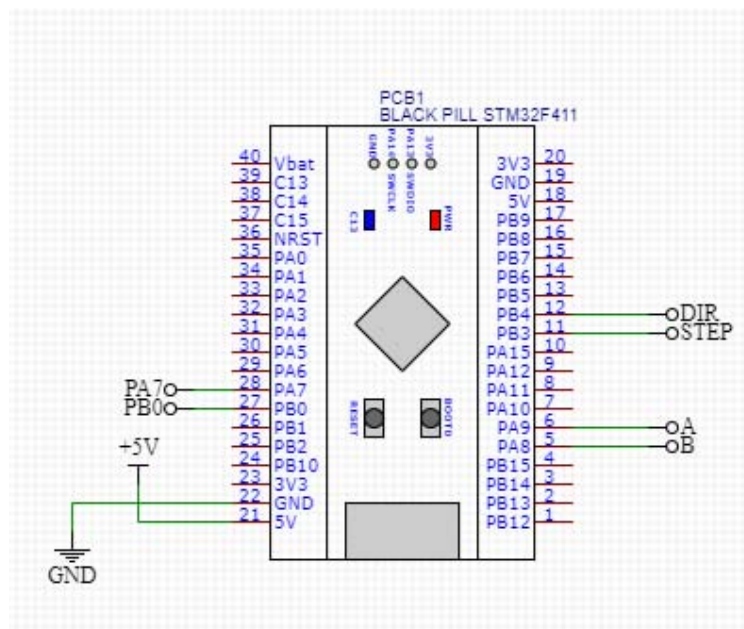 PCB1
BLACK PILL STM32F411
GND
PA14 SWCLK
PA13 SWDIO
3V3
40 Vbat
39 C13
38 C14
37 C15
36 NRST
35 PA0
34 PA1
33 PA2
32 PA3
31 PA4
30 PA5
29 PA6
PA7 28 PA7
PB0 27 PB0
26 PB1
25 PB2
24 PB10
23 3V3
22 GND
21 5V
+5V
GND
C13
PWR
RESET
BOOT0
3V3 20
GND 19
5V 18
PB9 17
PB8 16
PB7 15
PB6 14
PB5 13
PB4 12 DIR
PB3 11 STEP
PA15 10
PA12 9
PA11 8
PA10 7
PA9 6 A
PA8 5 B
PB15 4
PB14 3
PB13 2
PB12 1